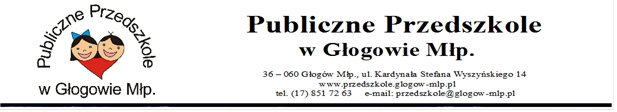 Publiczne Przedszkole
w Głogowie Młp.
Publiczne Przedszkole
w Głogowie Młp.
36 – 060 Głogów Młp., ul. Kardynała Stefana Wyszyńskiego 14
www.przedszkole.glogow-mlp.pl
tel. (17) 851 72 63 e-mail: przedszkole@glogow-mlp.pl